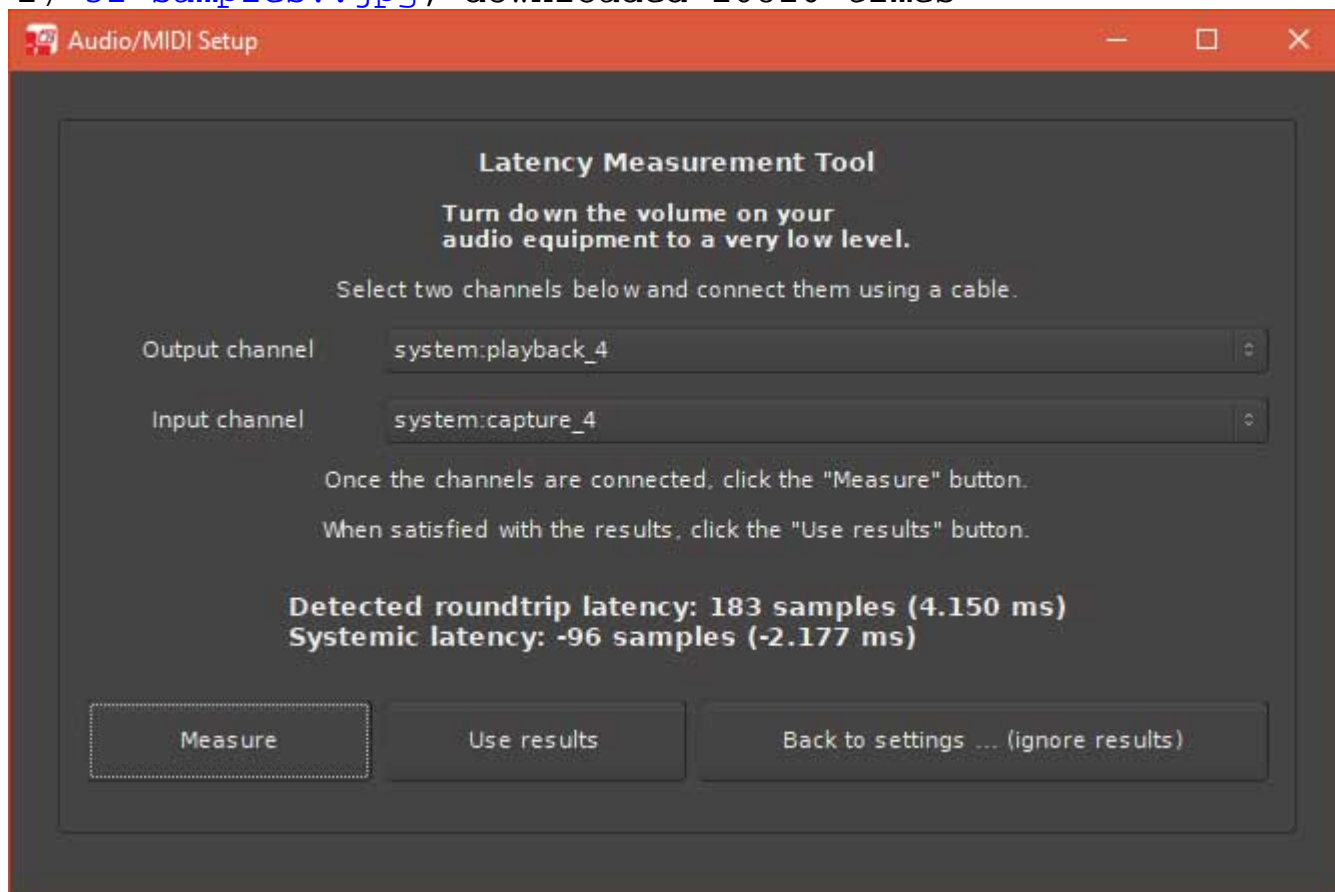 Audio/MIDI Setup
Latency Measurement Tool
Turn down the volume on your
audio equipment to a very low level.
Select two channels below and connect them using a cable.
Output channel system:playback_4
Input channel system:capture_4
Once the channels are connected, click the "Measure" button.
When satisfied with the results, click the "Use results" button.
Detected roundtrip latency: 183 samples (4.150 ms)
Systemic latency: -96 samples (-2.177 ms)
Measure Use results Back to settings ... (ignore results)